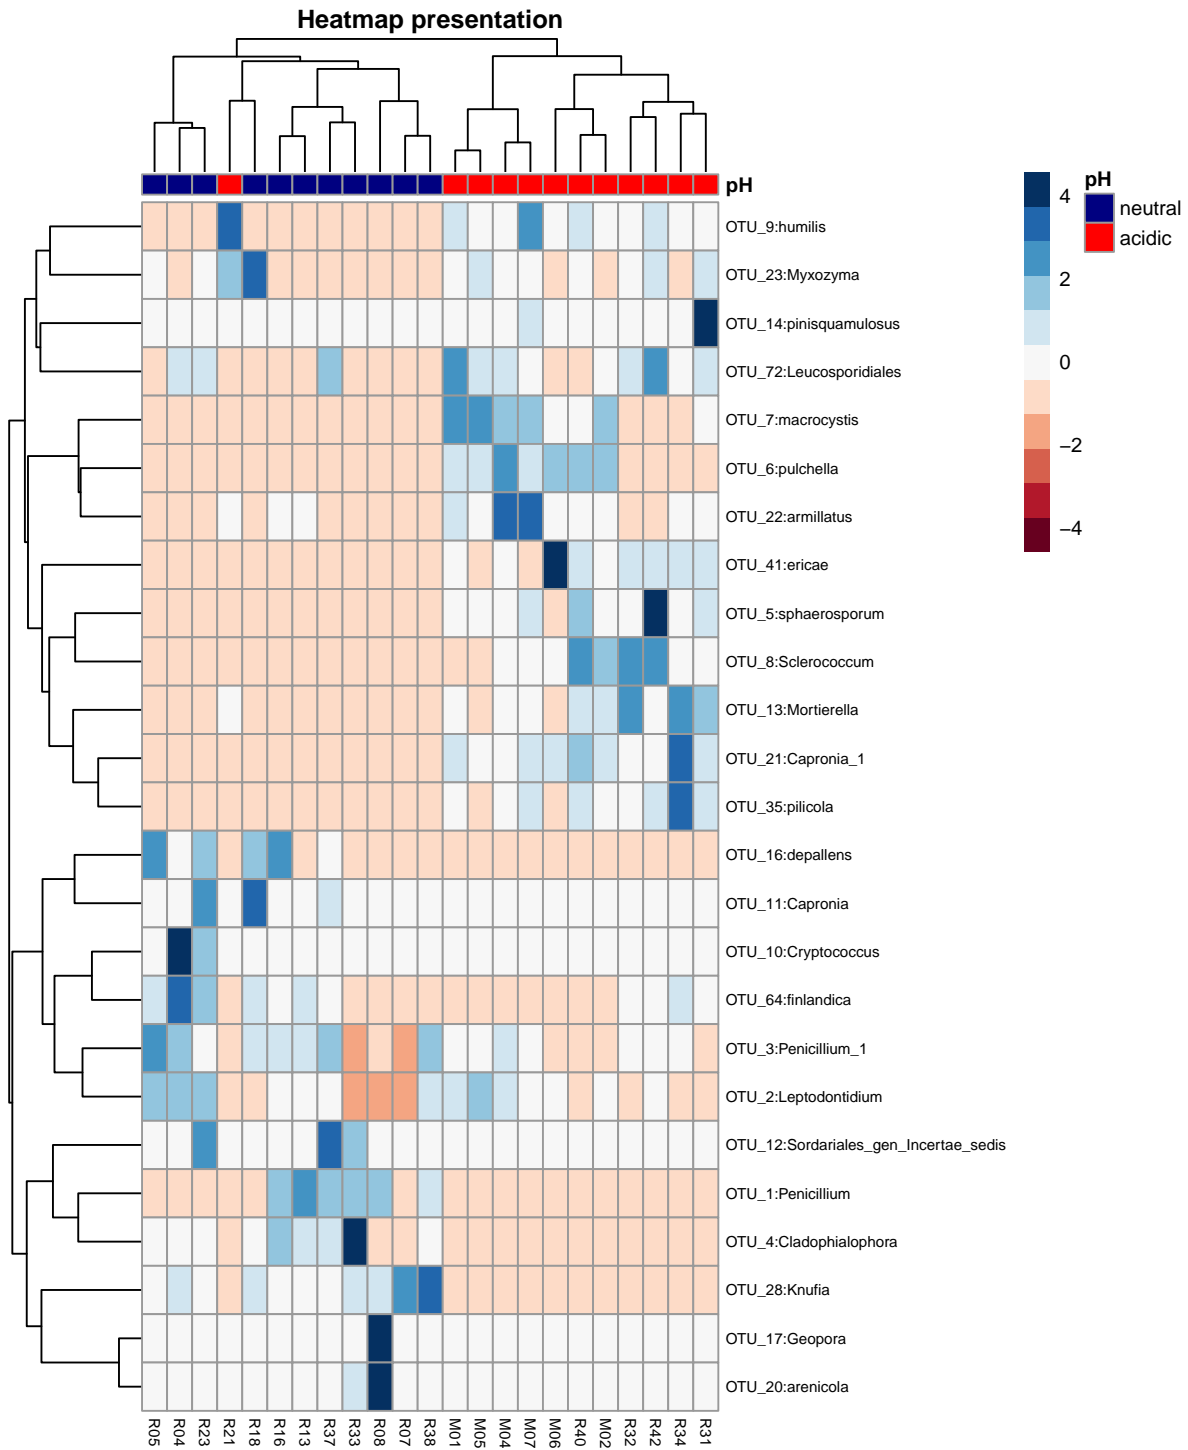 Heatmap presentation
pH
OTU_9:humilis
OTU_23:Myxozyma
OTU_14:pinisquamulosus
OTU_72:Leucosporidiales
OTU_7:macrocystis
OTU_6:pulchella
OTU_22:armillatus
OTU_41:ericae
OTU_5:sphaerosporum
OTU_8:Sclerococcum
OTU_13:Mortierella
OTU_21:Capronia_1
OTU_35:pilicola
OTU_16:depallens
OTU_11:Capronia
OTU_10:Cryptococcus
OTU_64:finlandica
OTU_3:Penicillium_1
OTU_2:Leptodontidium
OTU_12:Sordariales_gen_Incertae_sedis
OTU_1:Penicillium
OTU_4:Cladophialophora
OTU_28:Knufia
OTU_17:Geopora
OTU_20:arenicola
R05 R04 R23 R21 R18 R16 R13 R37 R33 R08 R07 R38 M01 M05 M04 M07 M06 R40 M02 R32 R42 R34 R31
4
2
0
−2
−4
pH
neutral
acidic